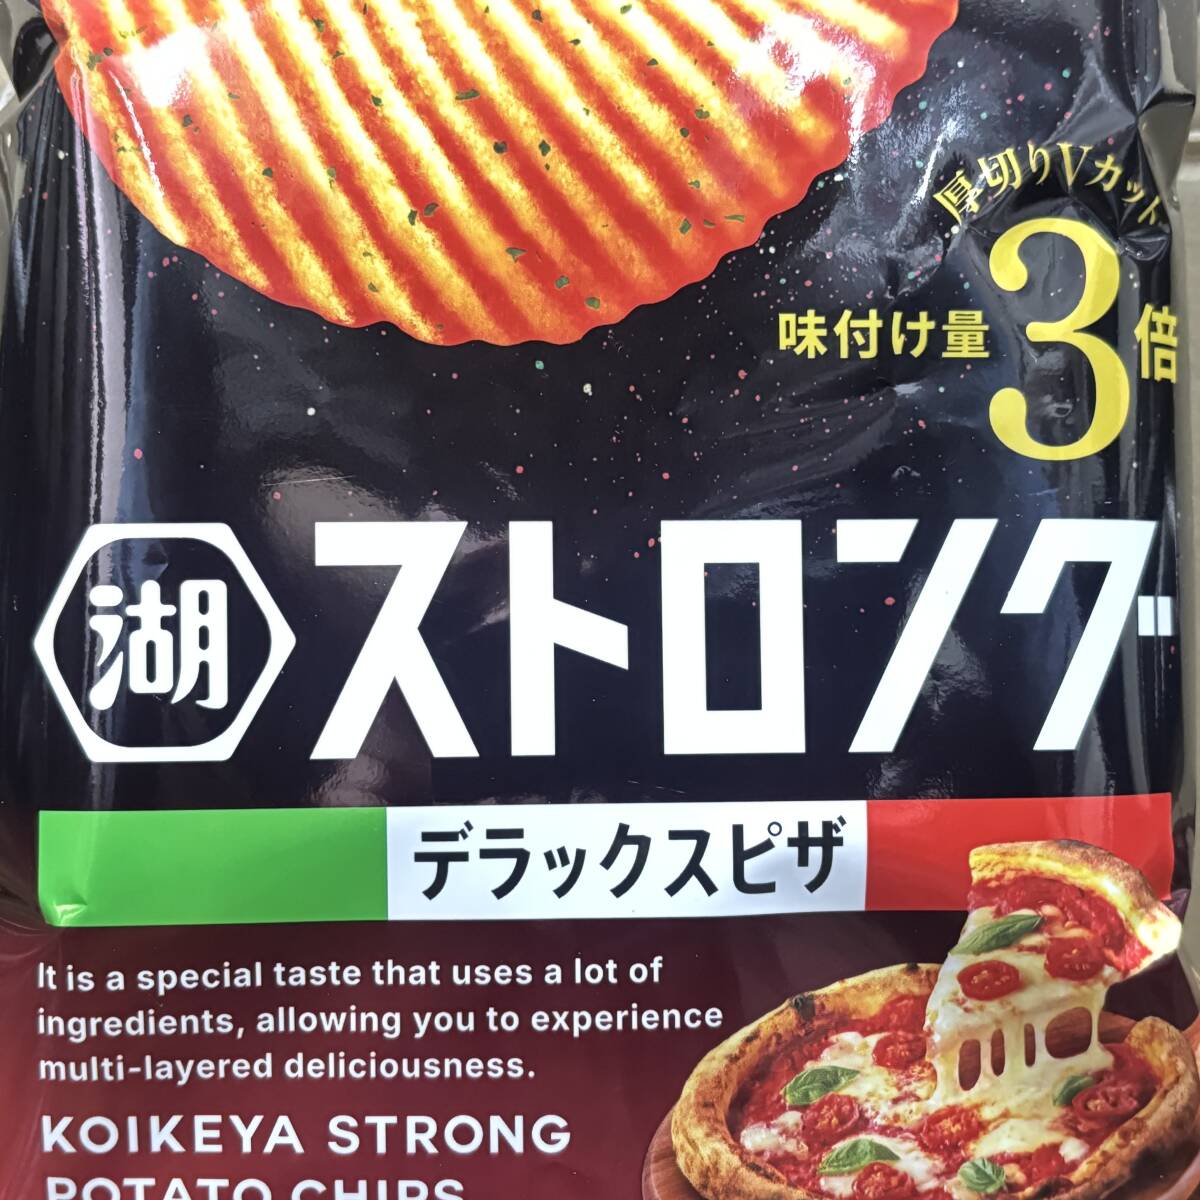 厚切りVカット
味付け量3倍
湖 ストロング
デラックスピザ
It is a special taste that uses a lot of
ingredients, allowing you to experience
multi-layered deliciousness.
KOIKEYA STRONG
POTATO CHIPS